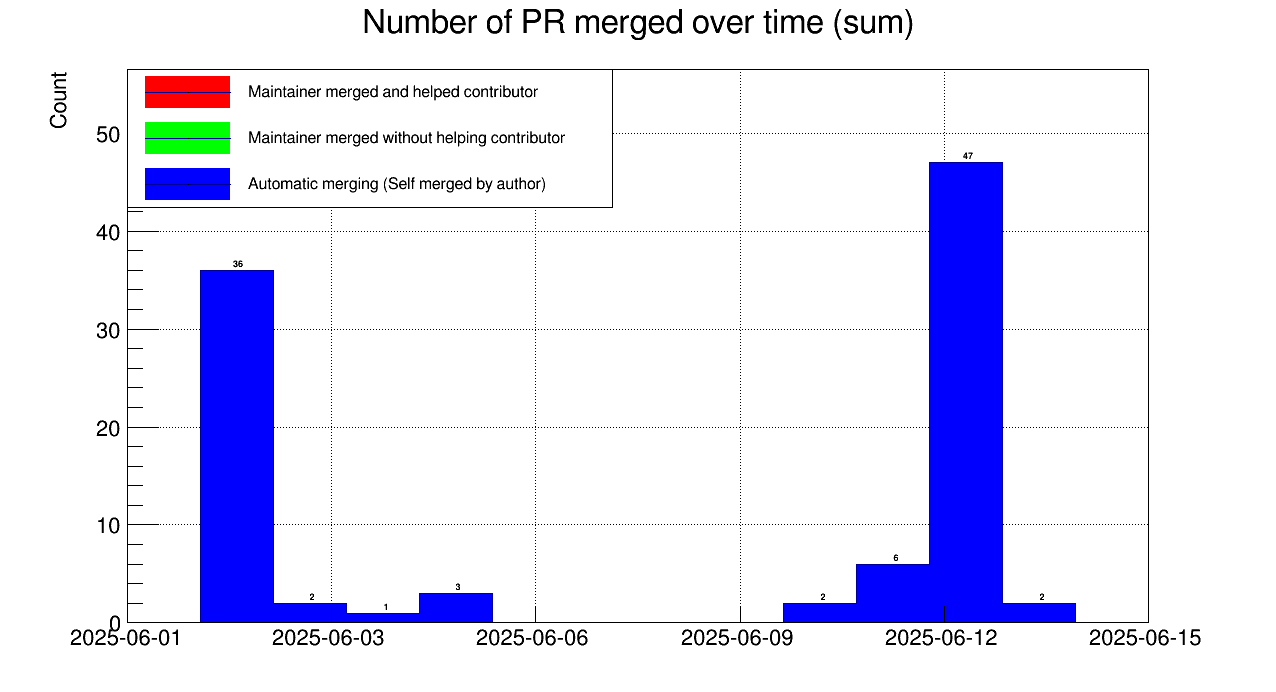 Number of PR merged over time (sum)
Count
Maintainer merged and helped contributor
Maintainer merged without helping contributor
Automatic merging (Self merged by author)
50
40
30
20
10
0
36
2
1
3
2
6
47
2
2025-06-01 2025-06-03 2025-06-06 2025-06-09 2025-06-12 2025-06-15